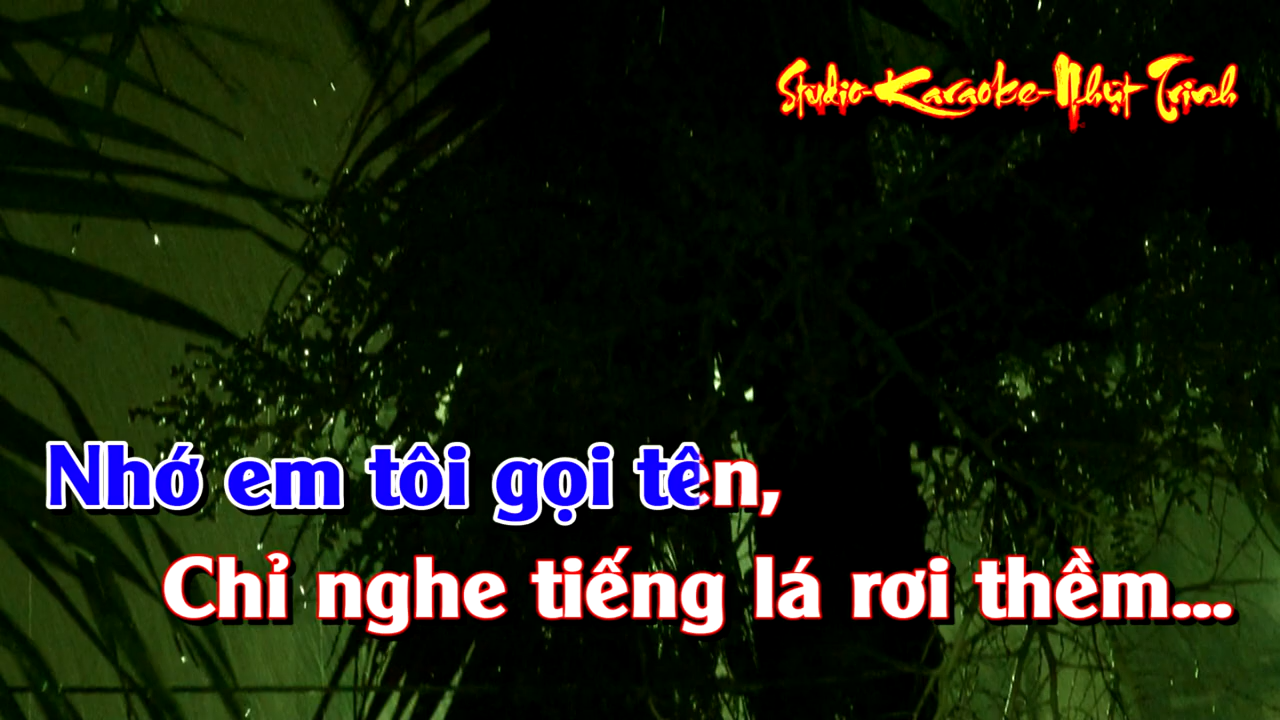 Studio-Karaoke-Nhựt Trinh
Nhớ em tôi gọi tên,
Chỉ nghe tiếng lá rơi thềm...